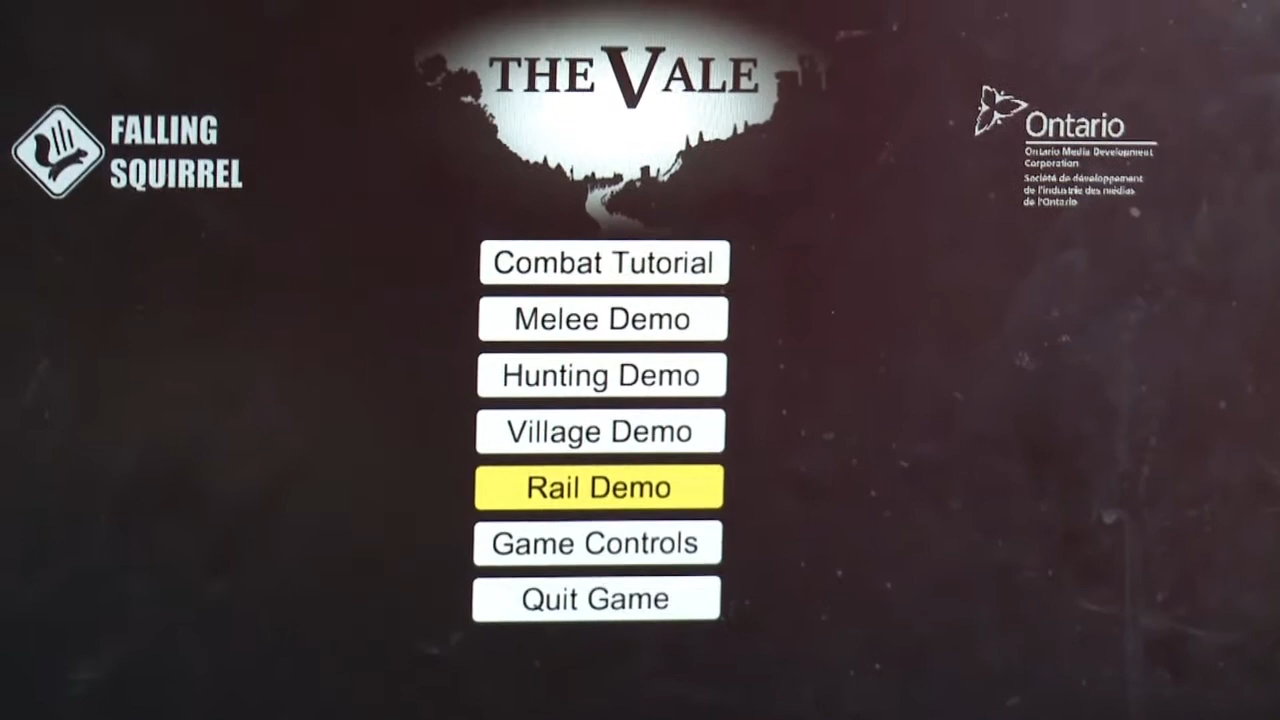 THE VALE
FALLING
SQUIRREL
Ontario
Ontario Media Development
Corporation
Société de développement
de l'industrie des médias
de l'Ontario
Combat Tutorial
Melee Demo
Hunting Demo
Village Demo
Rail Demo
Game Controls
Quit Game